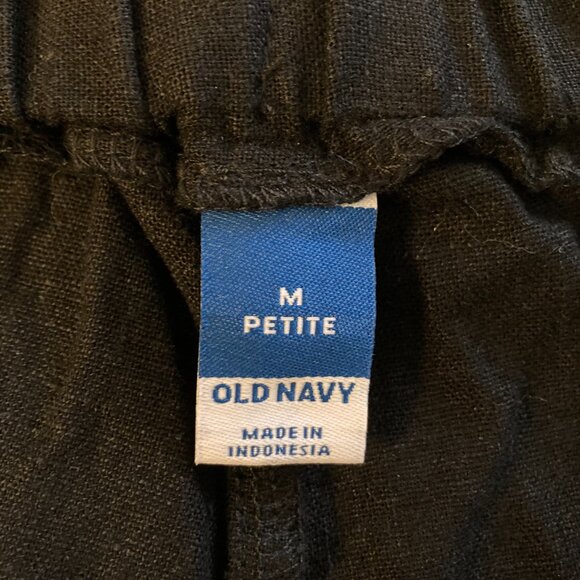 M
PETITE
OLD NAVY
MADE IN
INDONESIA